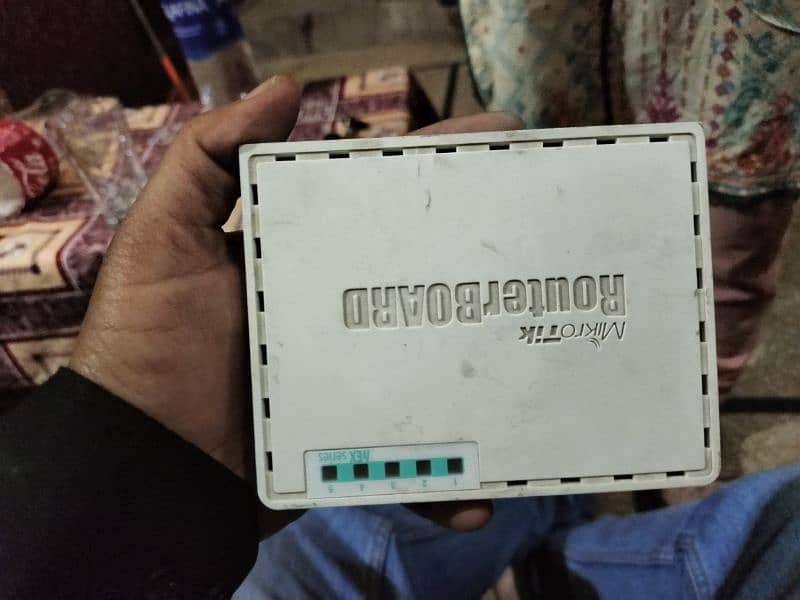 MikroTik
RouterBOARD
hEX series
1 2 3 4 5